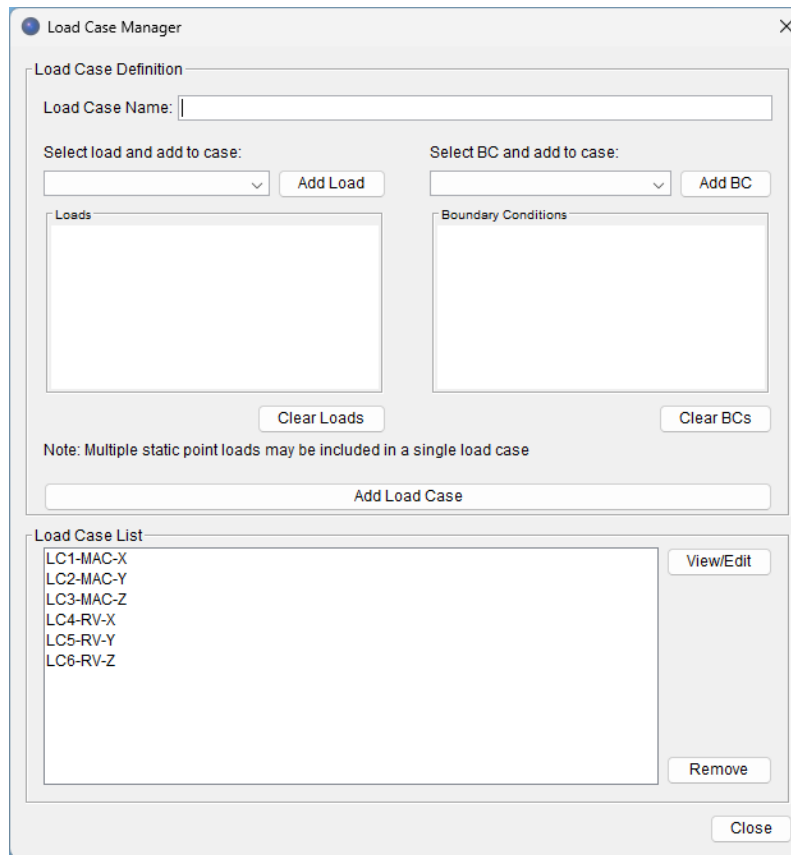 Load Case Manager
Load Case Definition
Load Case Name:
Select load and add to case:
Add Load
Select BC and add to case:
Add BC
Loads
Boundary Conditions
Clear Loads
Clear BCs
Note: Multiple static point loads may be included in a single load case
Add Load Case
Load Case List
LC1-MAC-X
LC2-MAC-Y
LC3-MAC-Z
LC4-RV-X
LC5-RV-Y
LC6-RV-Z
View/Edit
Remove
Close